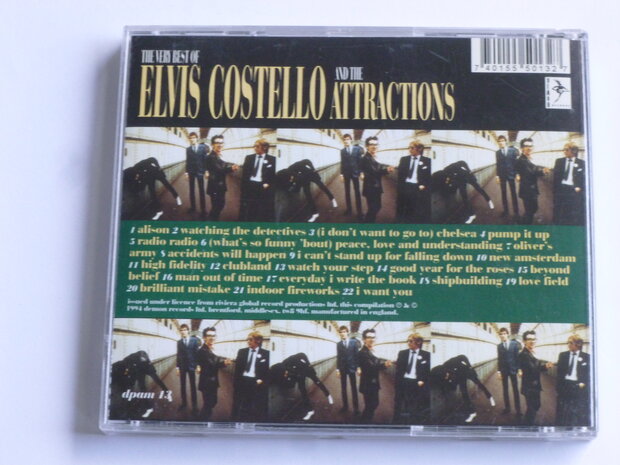 THE VERY BEST OF
ELVIS COSTELLO AND THE ATTRACTIONS
7 40155 50132 7
1 alison 2 watching the detectives 3 (i don't want to go to) chelsea 4 pump it up
5 radio radio 6 (what's so funny 'bout) peace, love and understanding 7 oliver's
army 8 accidents will happen 9 i can't stand up for falling down 10 new amsterdam
11 high fidelity 12 clubland 13 watch your step 14 good year for the roses 15 beyond
belief 16 man out of time 17 everyday i write the book 18 shipbuilding 19 love field
20 brilliant mistake 21 indoor fireworks 22 i want you
issued under licence from riviera global record productions ltd. this compilation ℗ & ©
1994 demon records ltd. brentford, middlesex, tw8 9hf. manufactured in england.
dpam 13